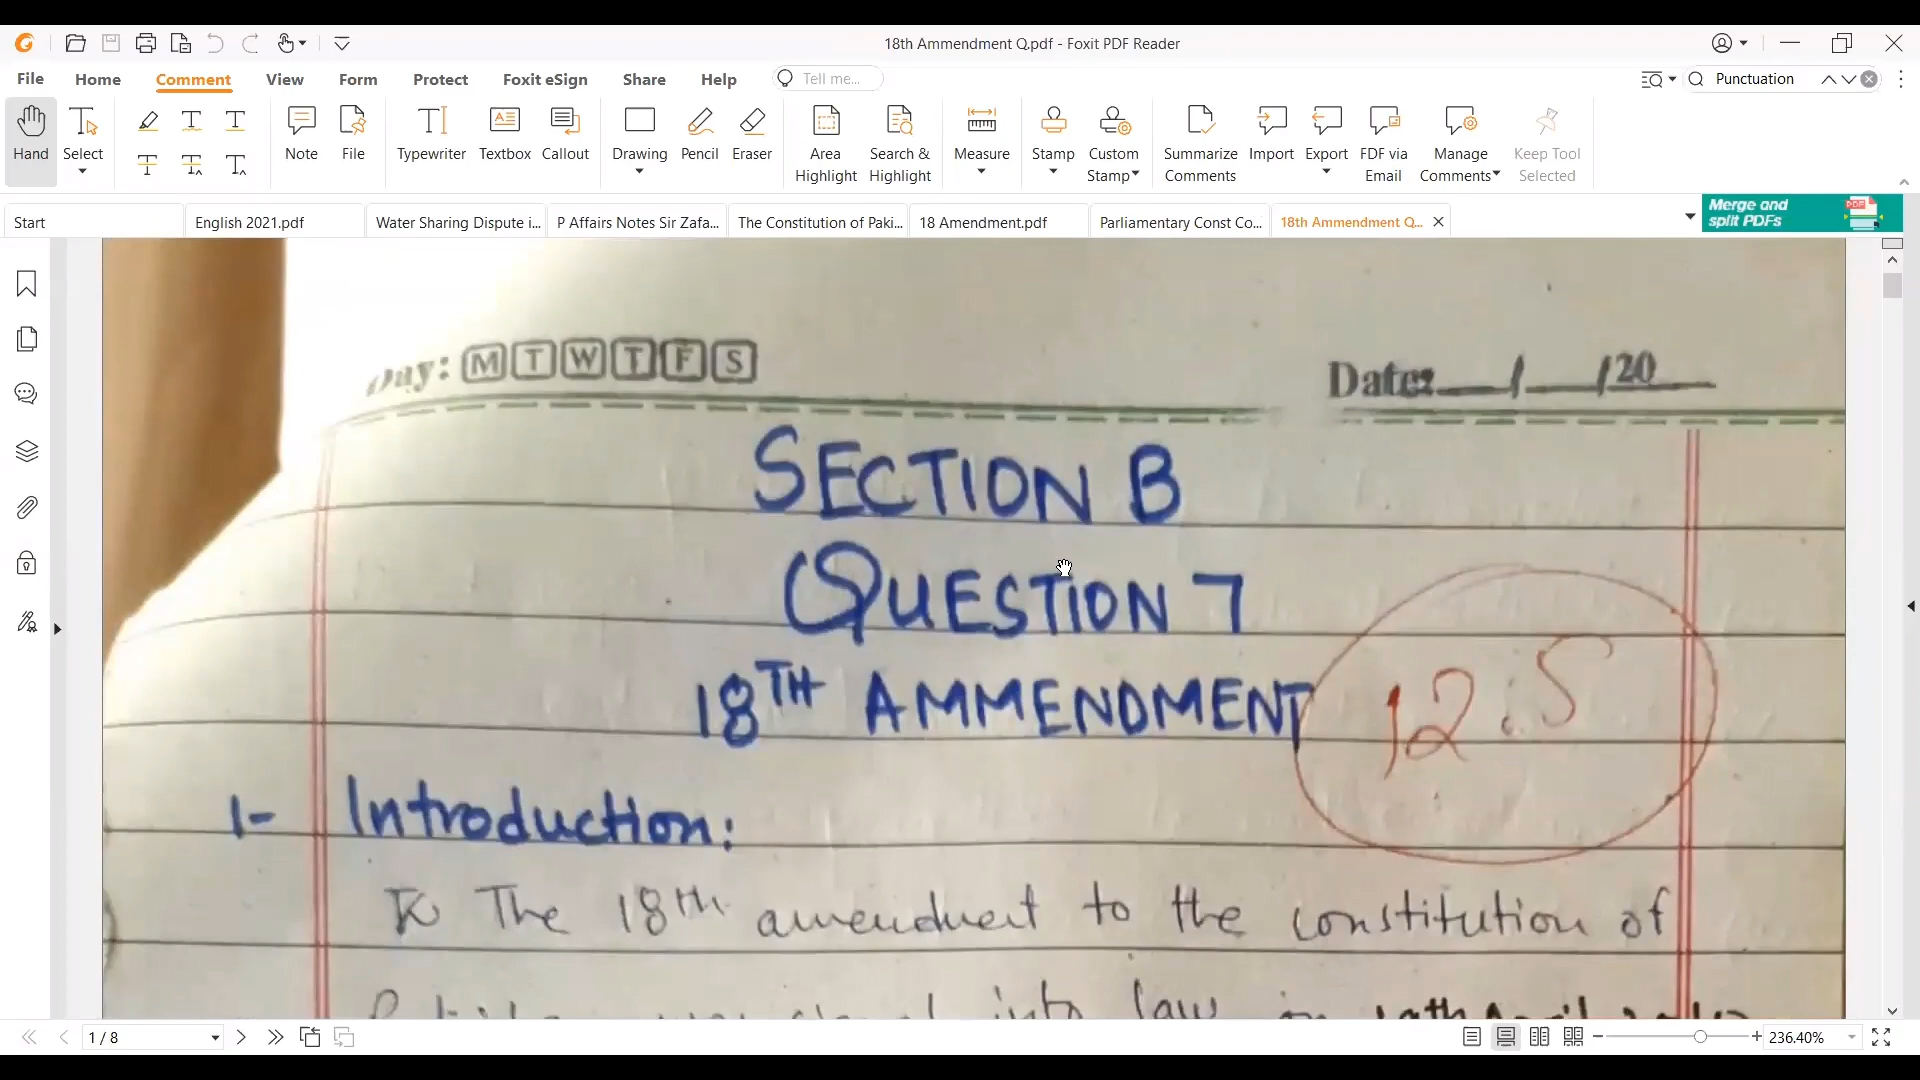 18th Ammendment Q.pdf - Foxit PDF Reader
File Home Comment View Form Protect Foxit eSign Share Help Tell me... Punctuation
Hand Select Note File Typewriter Textbox Callout Drawing Pencil Eraser Area Highlight Search & Highlight Measure Stamp Custom Stamp Summarize Comments Import Export FDF via Email Manage Comments Keep Tool Selected
Start English 2021.pdf Water Sharing Dispute i... P Affairs Notes Sir Zafa... The Constitution of Paki... 18 Amendment.pdf Parliamentary Const Co... 18th Ammendment Q... Merge and split PDFs
Day: M T W T F S Date: / /20
SECTION B
QUESTION 7
18TH AMMENDMENT
12.5
1- Introduction:
The 18th amendment to the constitution of
into law
1 / 8 236.40%